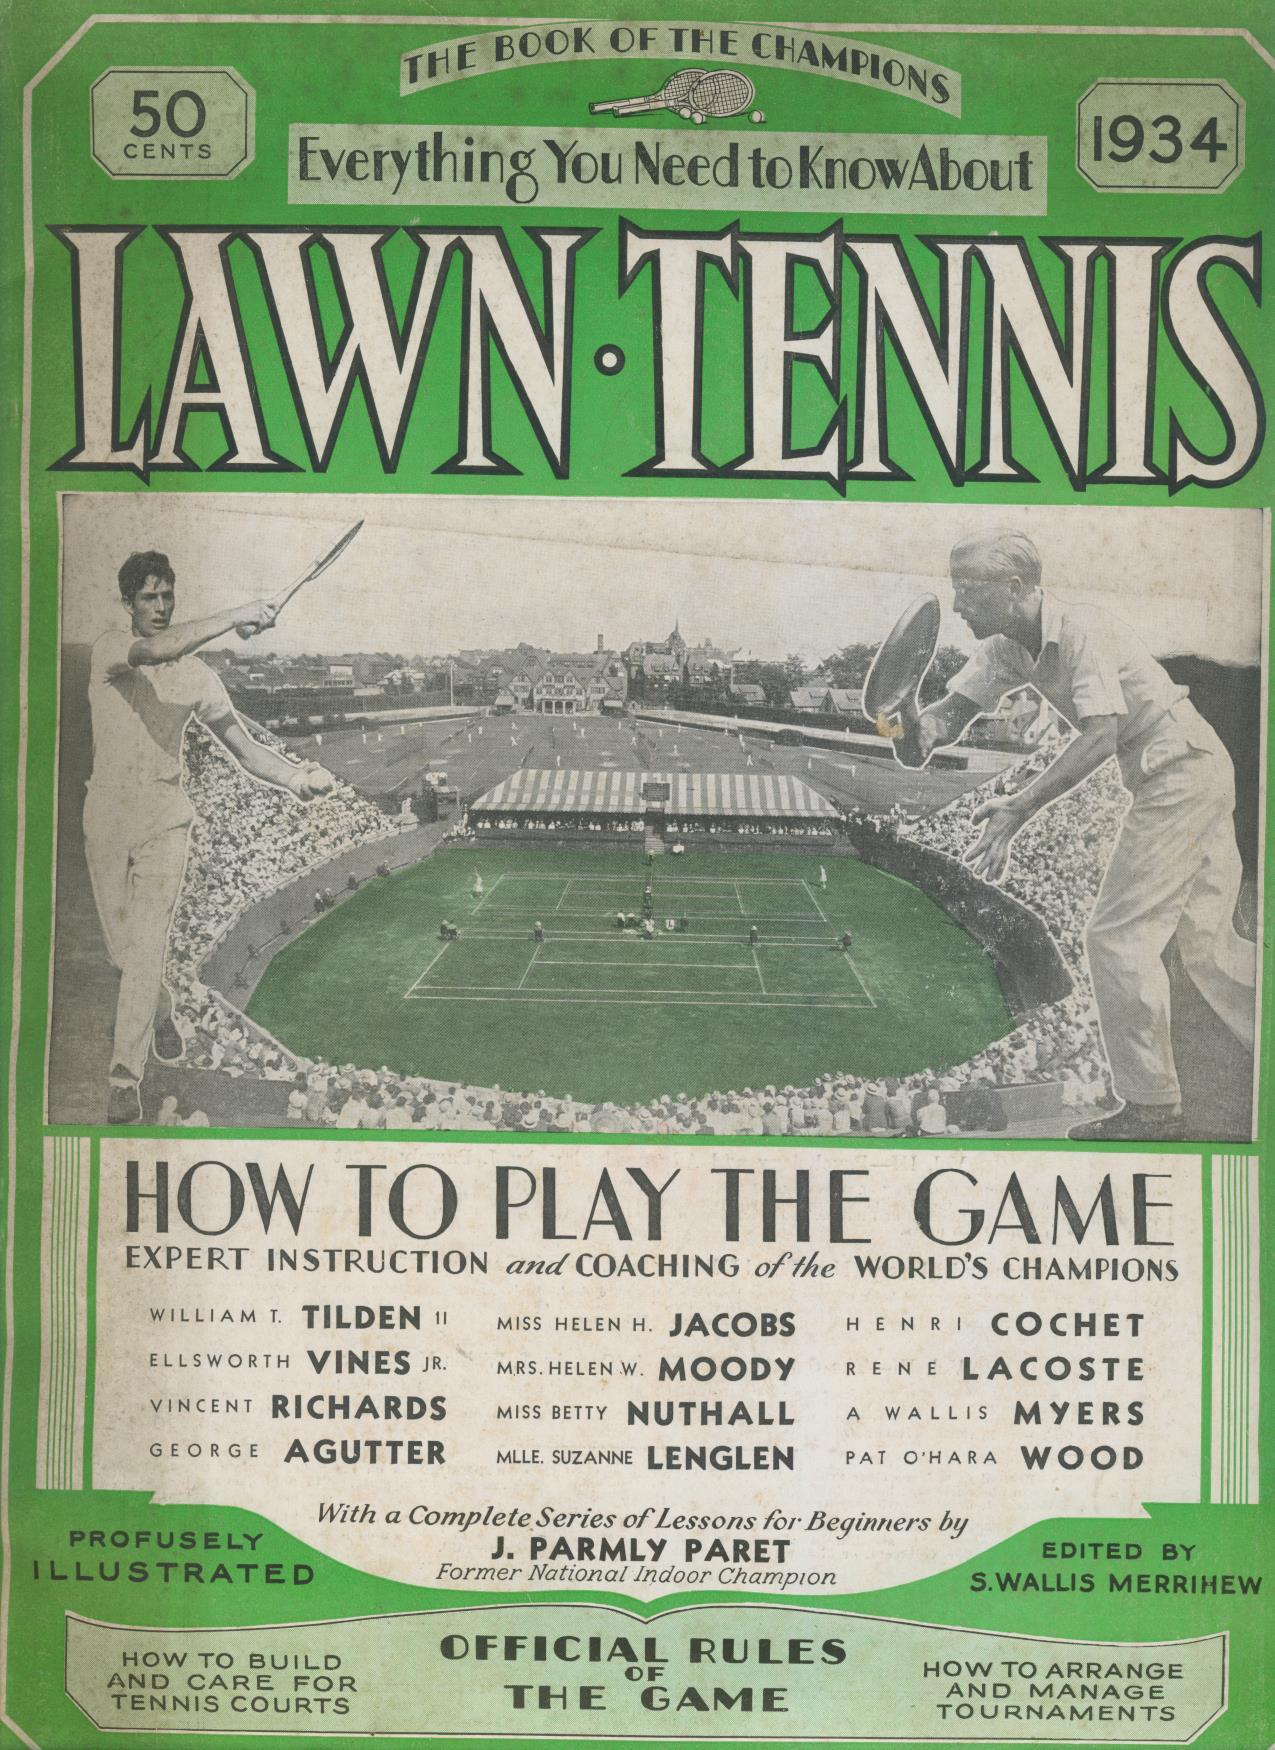 THE BOOK OF THE CHAMPIONS
50
CENTS
1934
Everything You Need to Know About
LAWN·TENNIS
HOW TO PLAY THE GAME
EXPERT INSTRUCTION and COACHING of the WORLD'S CHAMPIONS
WILLIAM T. TILDEN II
ELLSWORTH VINES JR.
VINCENT RICHARDS
GEORGE AGUTTER
MISS HELEN H. JACOBS
MRS. HELEN W. MOODY
MISS BETTY NUTHALL
MLLE. SUZANNE LENGLEN
HENRI COCHET
RENE LACOSTE
A WALLIS MYERS
PAT O'HARA WOOD
With a Complete Series of Lessons for Beginners by
J. PARMLY PARET
Former National Indoor Champion
PROFUSELY
ILLUSTRATED
EDITED BY
S. WALLIS MERRIHEW
HOW TO BUILD
AND CARE FOR
TENNIS COURTS
OFFICIAL RULES
OF
THE GAME
HOW TO ARRANGE
AND MANAGE
TOURNAMENTS